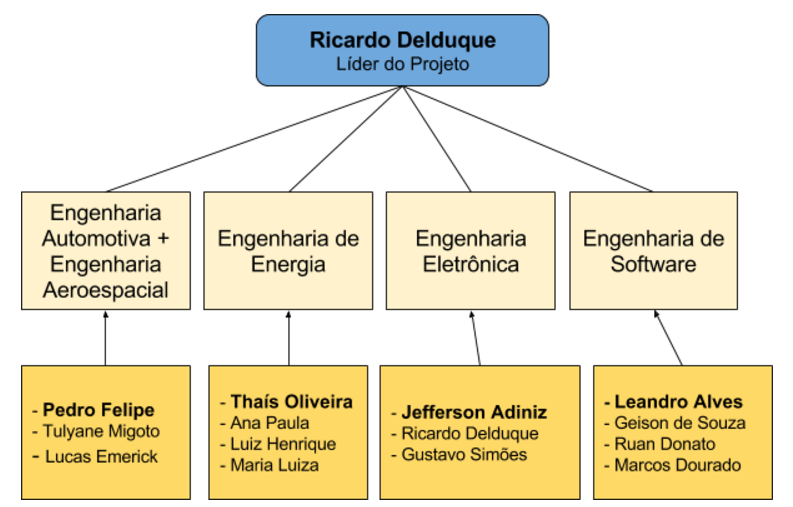 Ricardo Delduque
Líder do Projeto
Engenharia
Automotiva +
Engenharia
Aeroespacial
Engenharia de
Energia
Engenharia
Eletrônica
Engenharia de
Software
- Pedro Felipe
- Tulyane Migoto
- Lucas Emerick
- Thaís Oliveira
- Ana Paula
- Luiz Henrique
- Maria Luiza
- Jefferson Adiniz
- Ricardo Delduque
- Gustavo Simões
- Leandro Alves
- Geison de Souza
- Ruan Donato
- Marcos Dourado